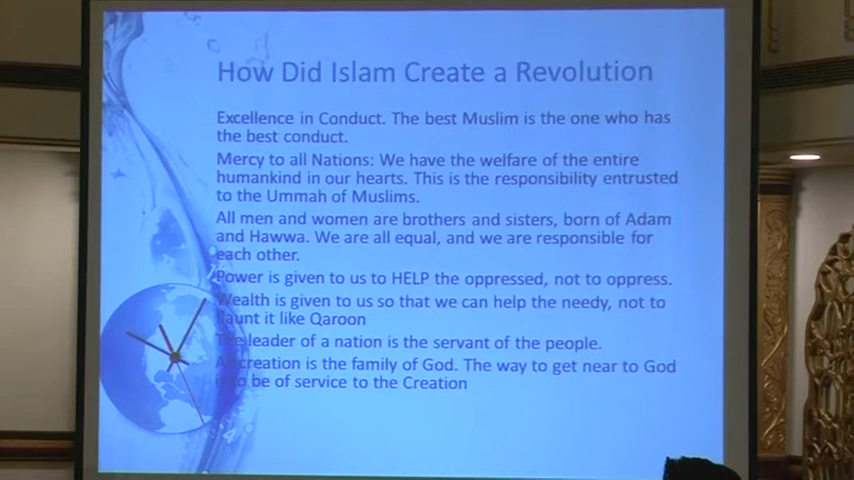 How Did Islam Create a Revolution
Excellence in Conduct. The best Muslim is the one who has
the best conduct.
Mercy to all Nations: We have the welfare of the entire
humankind in our hearts. This is the responsibility entrusted
to the Ummah of Muslims.
All men and women are brothers and sisters, born of Adam
and Hawwa. We are all equal, and we are responsible for
each other.
Power is given to us to HELP the oppressed, not to oppress.
Wealth is given to us so that we can help the needy, not to
flaunt it like Qaroon
The leader of a nation is the servant of the people.
All creation is the family of God. The way to get near to God
is to be of service to the Creation